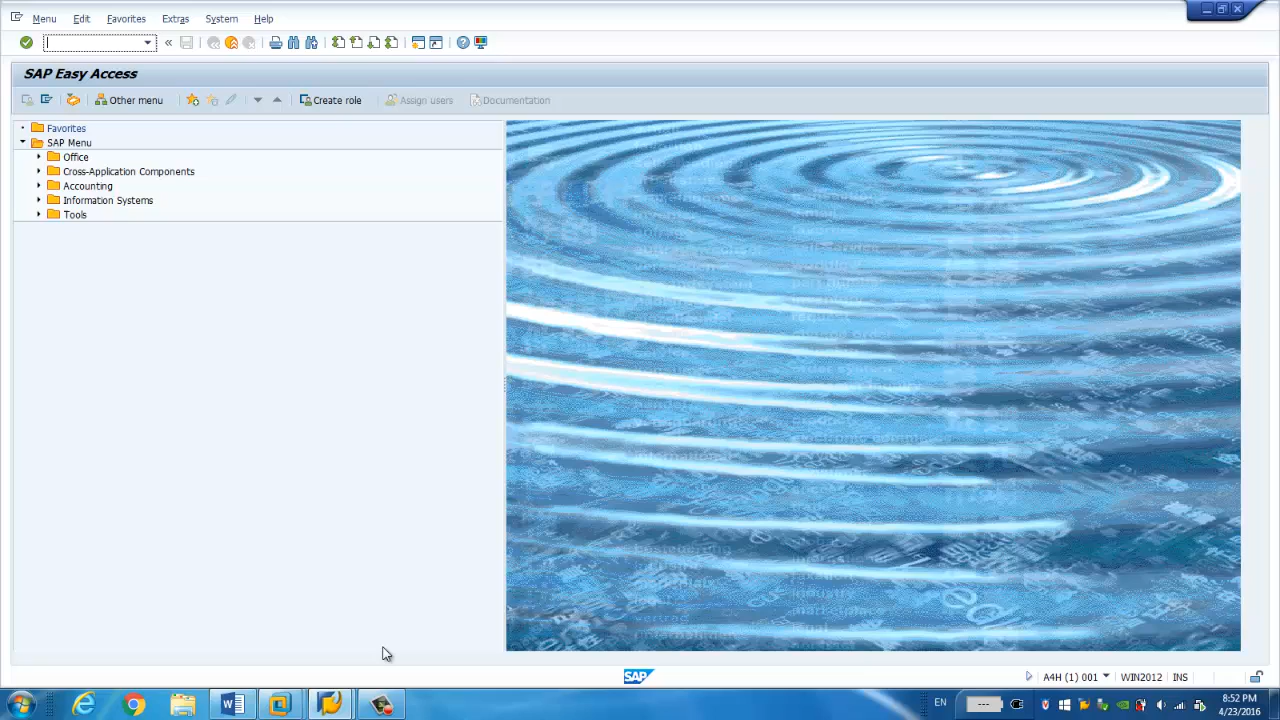 Menu Edit Favorites Extras System Help
SAP Easy Access
Other menu Create role Assign users Documentation
Favorites
SAP Menu
Office
Cross-Application Components
Accounting
Information Systems
Tools
SAP
A4H (1) 001 WIN2012 INS
EN
8:52 PM
4/23/2016